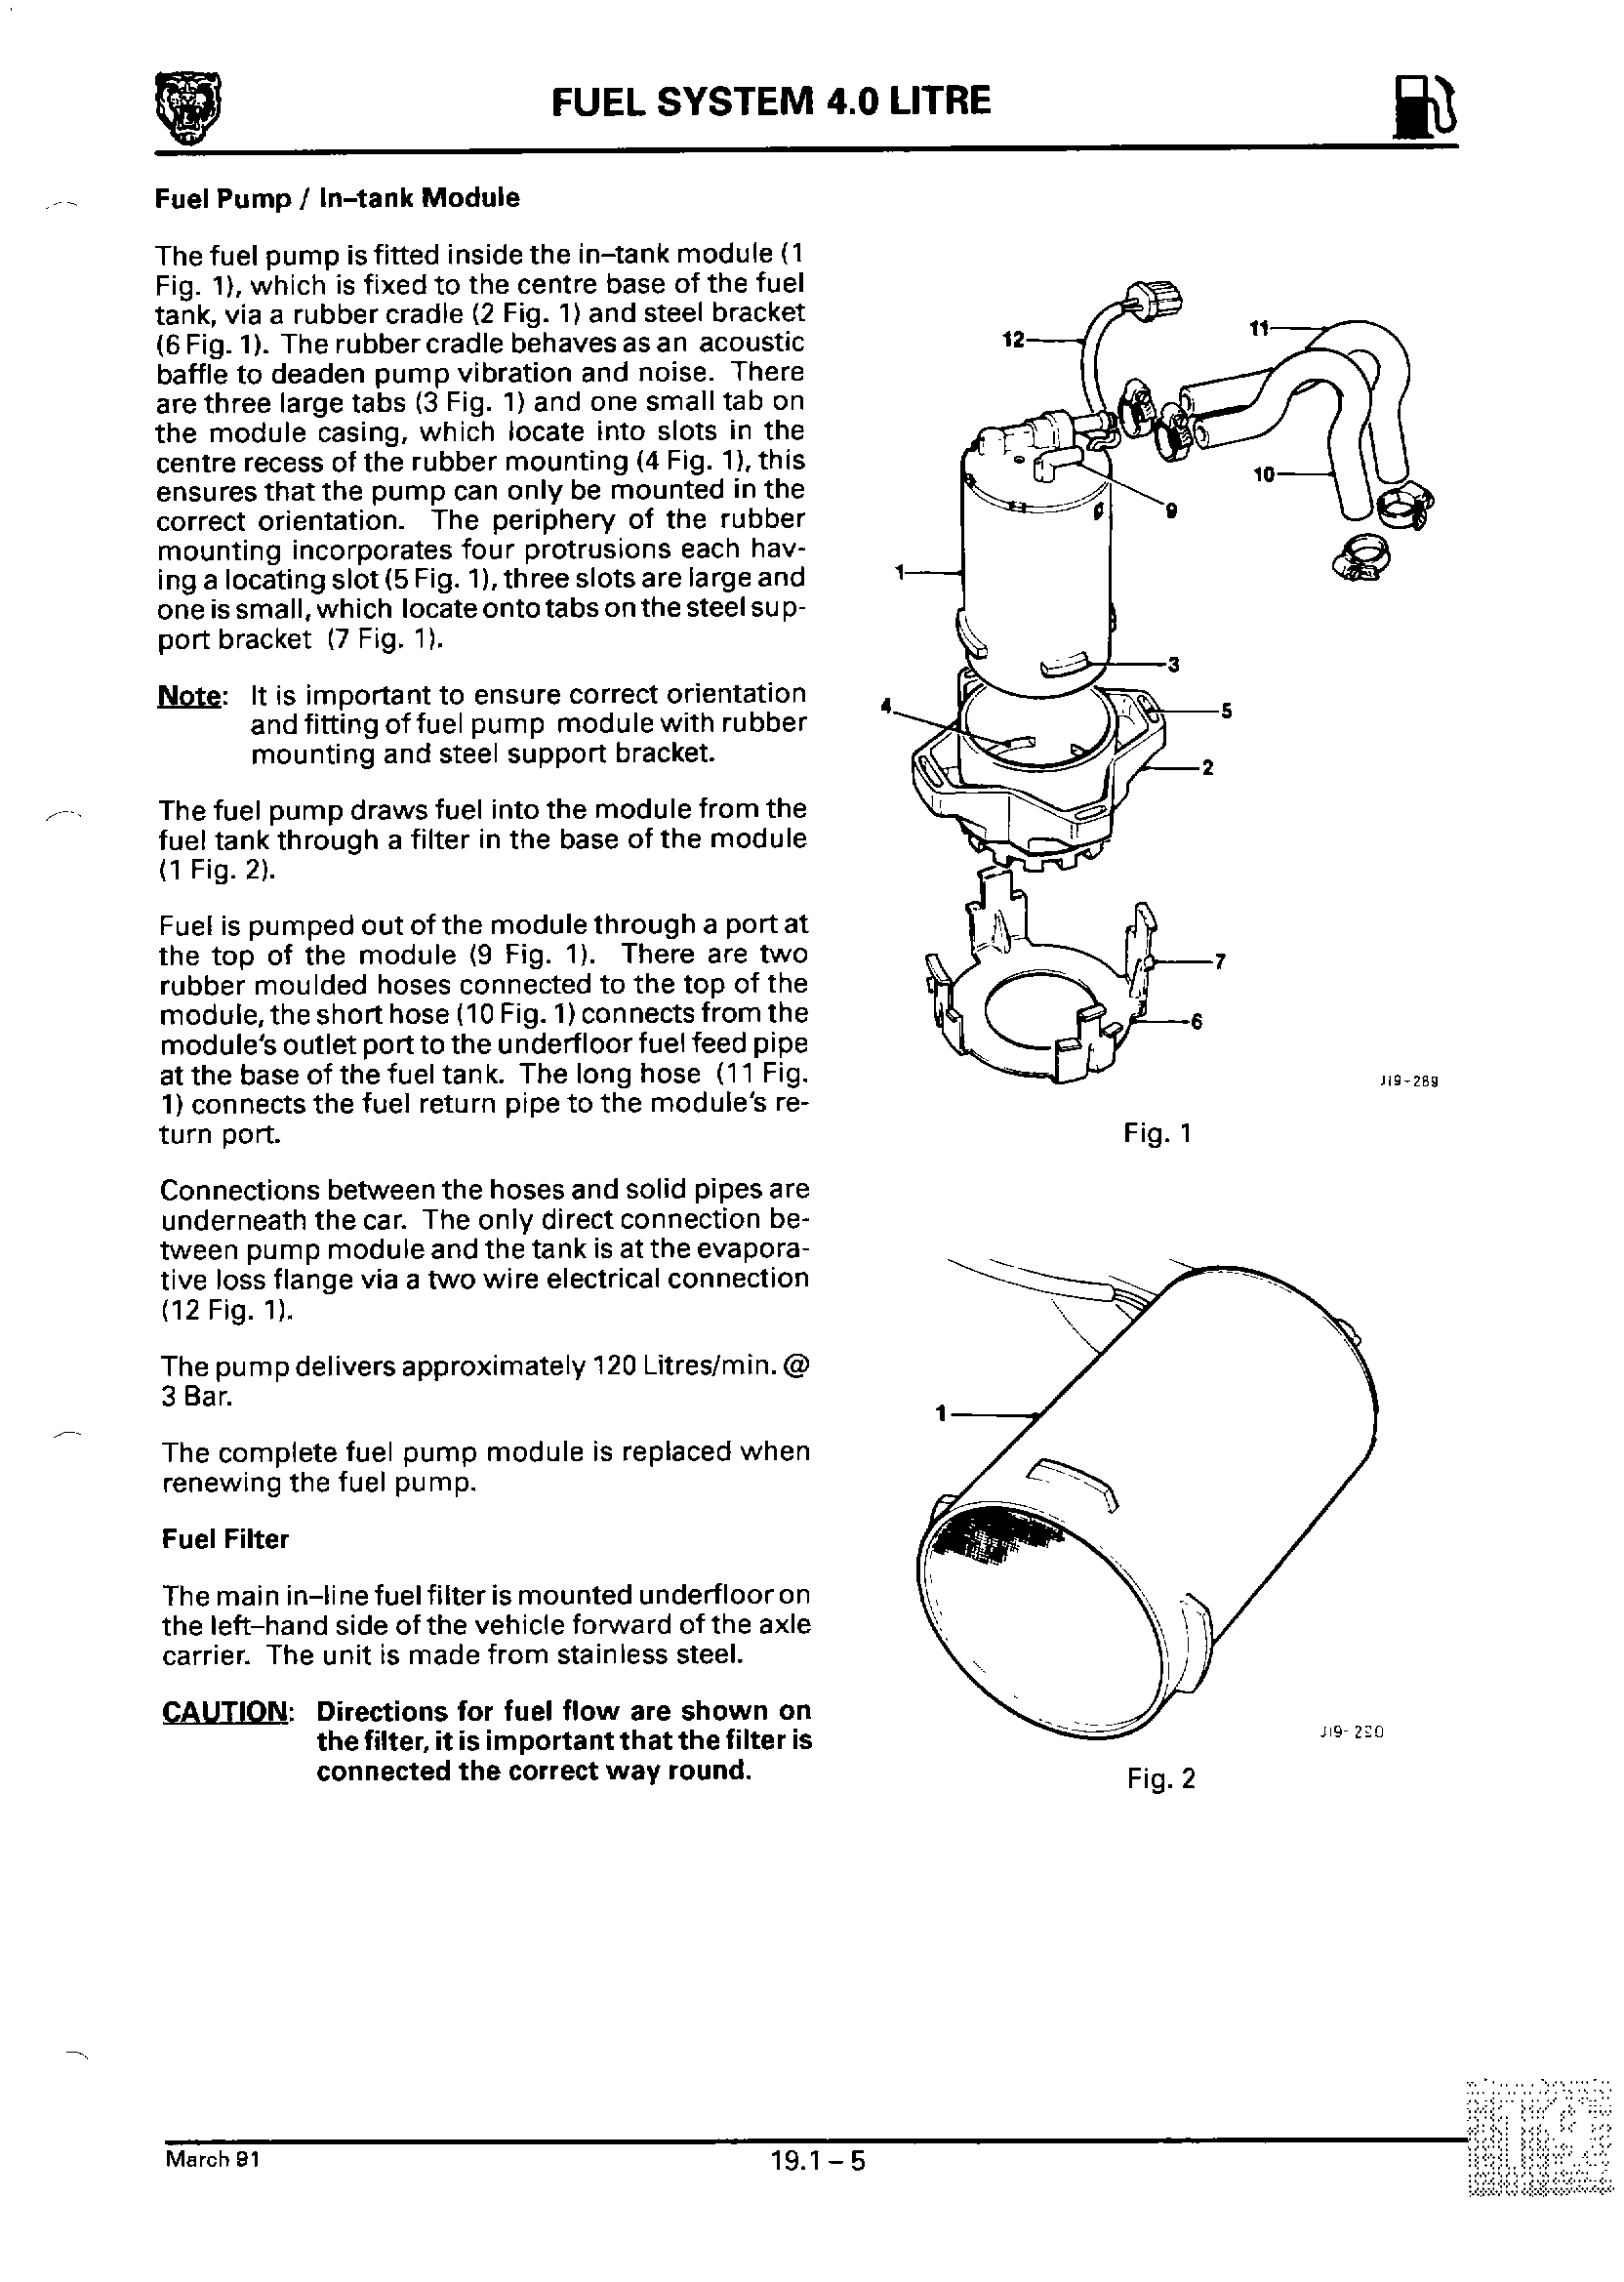 FUEL SYSTEM 4.0 LITRE
Fuel Pump / In–tank Module
The fuel pump is fitted inside the in–tank module (1
Fig. 1), which is fixed to the centre base of the fuel
tank, via a rubber cradle (2 Fig. 1) and steel bracket
(6 Fig. 1). The rubber cradle behaves as an acoustic
baffle to deaden pump vibration and noise. There
are three large tabs (3 Fig. 1) and one small tab on
the module casing, which locate into slots in the
centre recess of the rubber mounting (4 Fig. 1), this
ensures that the pump can only be mounted in the
correct orientation. The periphery of the rubber
mounting incorporates four protrusions each hav-
ing a locating slot (5 Fig. 1), three slots are large and
one is small, which locate onto tabs on the steel sup-
port bracket (7 Fig. 1).
Note: It is important to ensure correct orientation
and fitting of fuel pump module with rubber
mounting and steel support bracket.
The fuel pump draws fuel into the module from the
fuel tank through a filter in the base of the module
(1 Fig. 2).
Fuel is pumped out of the module through a port at
the top of the module (9 Fig. 1). There are two
rubber moulded hoses connected to the top of the
module, the short hose (10 Fig. 1) connects from the
module's outlet port to the underfloor fuel feed pipe
at the base of the fuel tank. The long hose (11 Fig.
1) connects the fuel return pipe to the module's re-
turn port.
Connections between the hoses and solid pipes are
underneath the car. The only direct connection be-
tween pump module and the tank is at the evapora-
tive loss flange via a two wire electrical connection
(12 Fig. 1).
The pump delivers approximately 120 Litres/min. @
3 Bar.
The complete fuel pump module is replaced when
renewing the fuel pump.
Fuel Filter
The main in–line fuel filter is mounted underfloor on
the left–hand side of the vehicle forward of the axle
carrier. The unit is made from stainless steel.
CAUTION: Directions for fuel flow are shown on
the filter, it is important that the filter is
connected the correct way round.
12
11
10
9
1
3
4
5
2
7
6
J19-289
Fig. 1
1
J19-290
Fig. 2
March 91
19.1 – 5
19